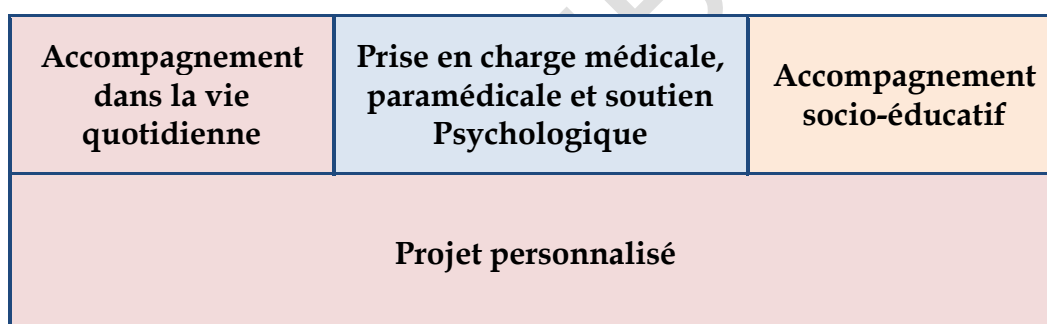 Accompagnement
dans la vie
quotidienne
Prise en charge médicale,
paramédicale et soutien
Psychologique
Accompagnement
socio-éducatif
Projet personnalisé